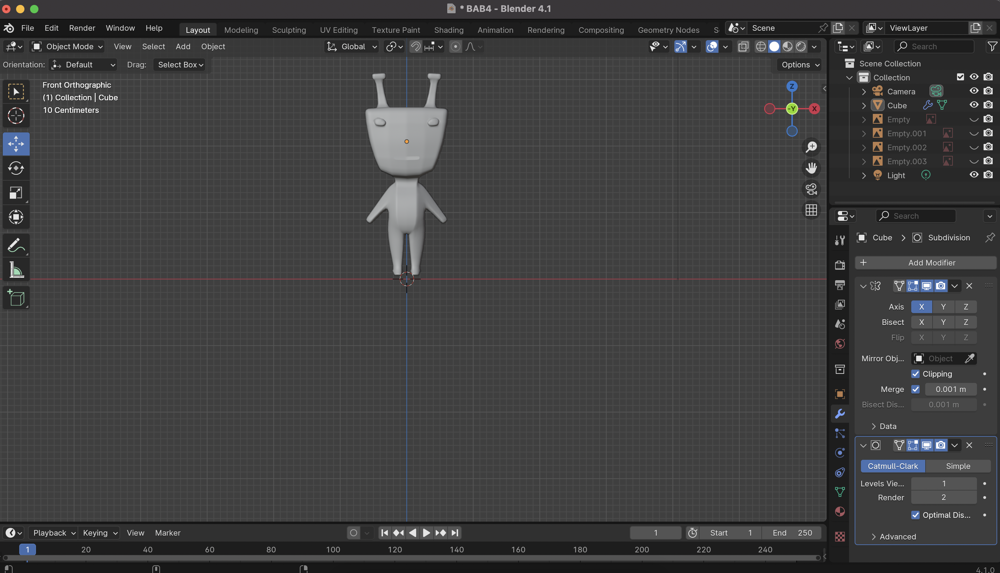 * BAB4 - Blender 4.1
File Edit Render Window Help Layout Modeling Sculpting UV Editing Texture Paint Shading Animation Rendering Compositing Geometry Nodes Scene ViewLayer
Object Mode View Select Add Object Global Search
Orientation: Default Drag: Select Box Options
Front Orthographic
(1) Collection | Cube
10 Centimeters
Z
-Y X
Scene Collection
Collection
Camera
Cube
Empty
Empty.001
Empty.002
Empty.003
Light
Search
Cube > Subdivision
+ Add Modifier
Axis X Y Z
Bisect X Y Z
Flip X Y Z
Mirror Obj... Object
Clipping
Merge 0.001 m
Bisect Dis... 0.001 m
Data
Catmull-Clark Simple
Levels Vie... 1
Render 2
Optimal Dis...
Advanced
Playback Keying View Marker 1 Start 1 End 250
1 20 40 60 80 100 120 140 160 180 200 220 240
4.1.0